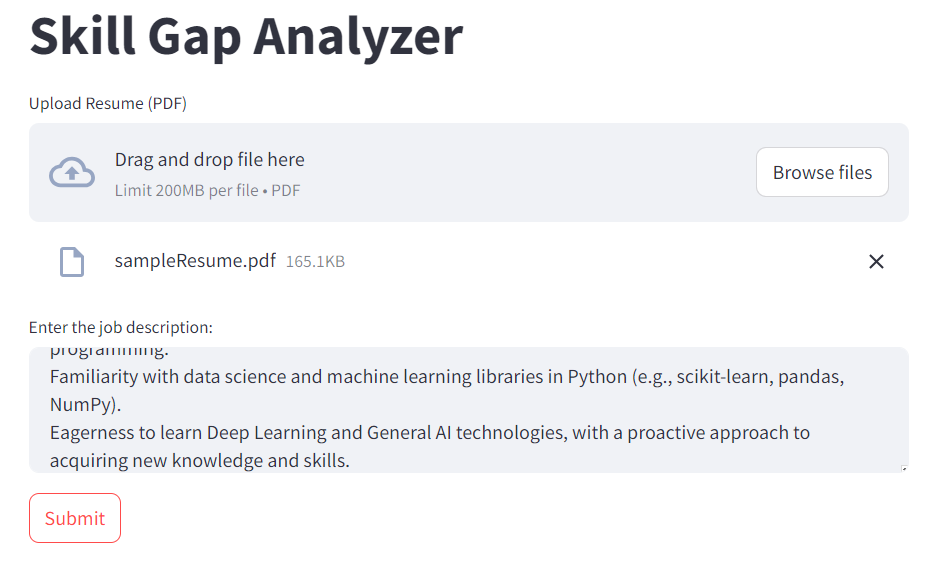 Skill Gap Analyzer
Upload Resume (PDF)
Drag and drop file here
Limit 200MB per file • PDF
Browse files
sampleResume.pdf 165.1KB
Enter the job description:
programming.
Familiarity with data science and machine learning libraries in Python (e.g., scikit-learn, pandas,
NumPy).
Eagerness to learn Deep Learning and General AI technologies, with a proactive approach to
acquiring new knowledge and skills.
Submit